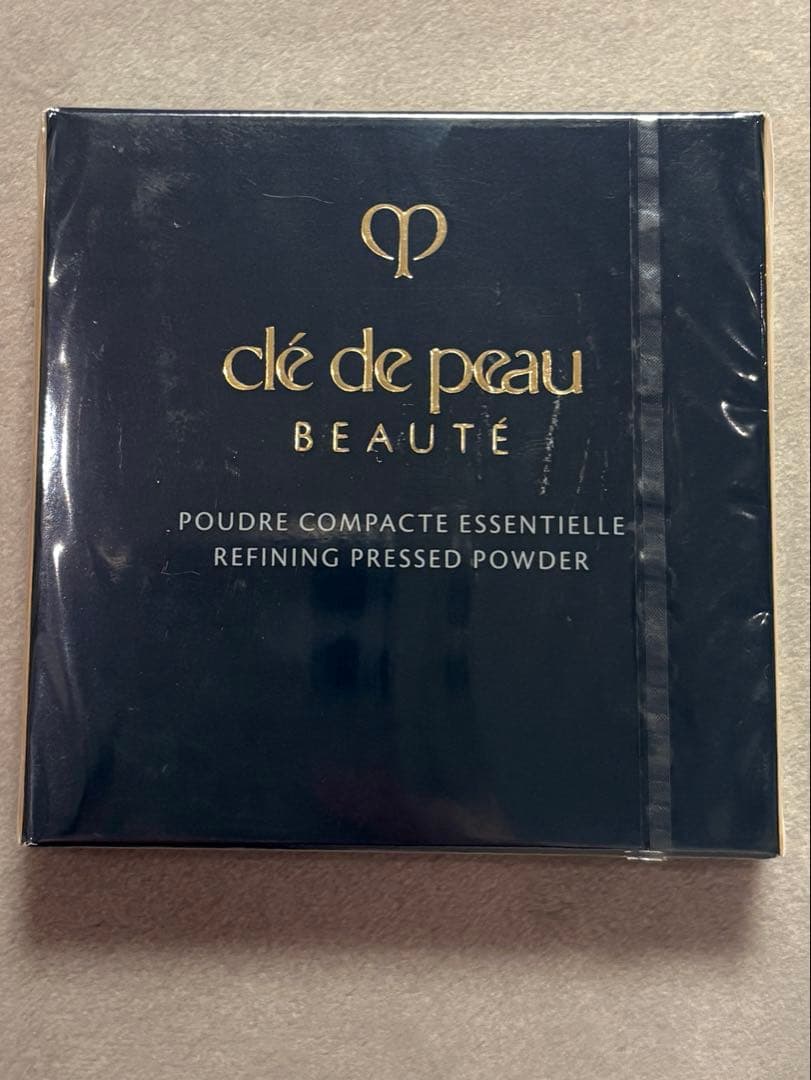 clé de peau
BEAUTÉ
POUDRE COMPACTE ESSENTIELLE
REFINING PRESSED POWDER